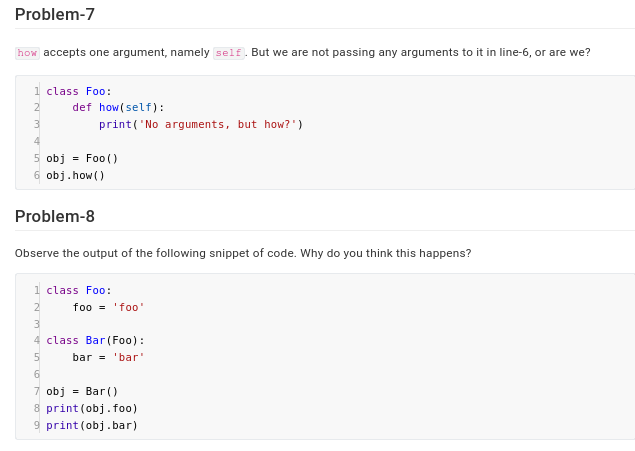 Problem-7
how accepts one argument, namely self. But we are not passing any arguments to it in line-6, or are we?
1 class Foo:
2     def how(self):
3         print('No arguments, but how?')
4
5 obj = Foo()
6 obj.how()
Problem-8
Observe the output of the following snippet of code. Why do you think this happens?
1 class Foo:
2     foo = 'foo'
3
4 class Bar(Foo):
5     bar = 'bar'
6
7 obj = Bar()
8 print(obj.foo)
9 print(obj.bar)